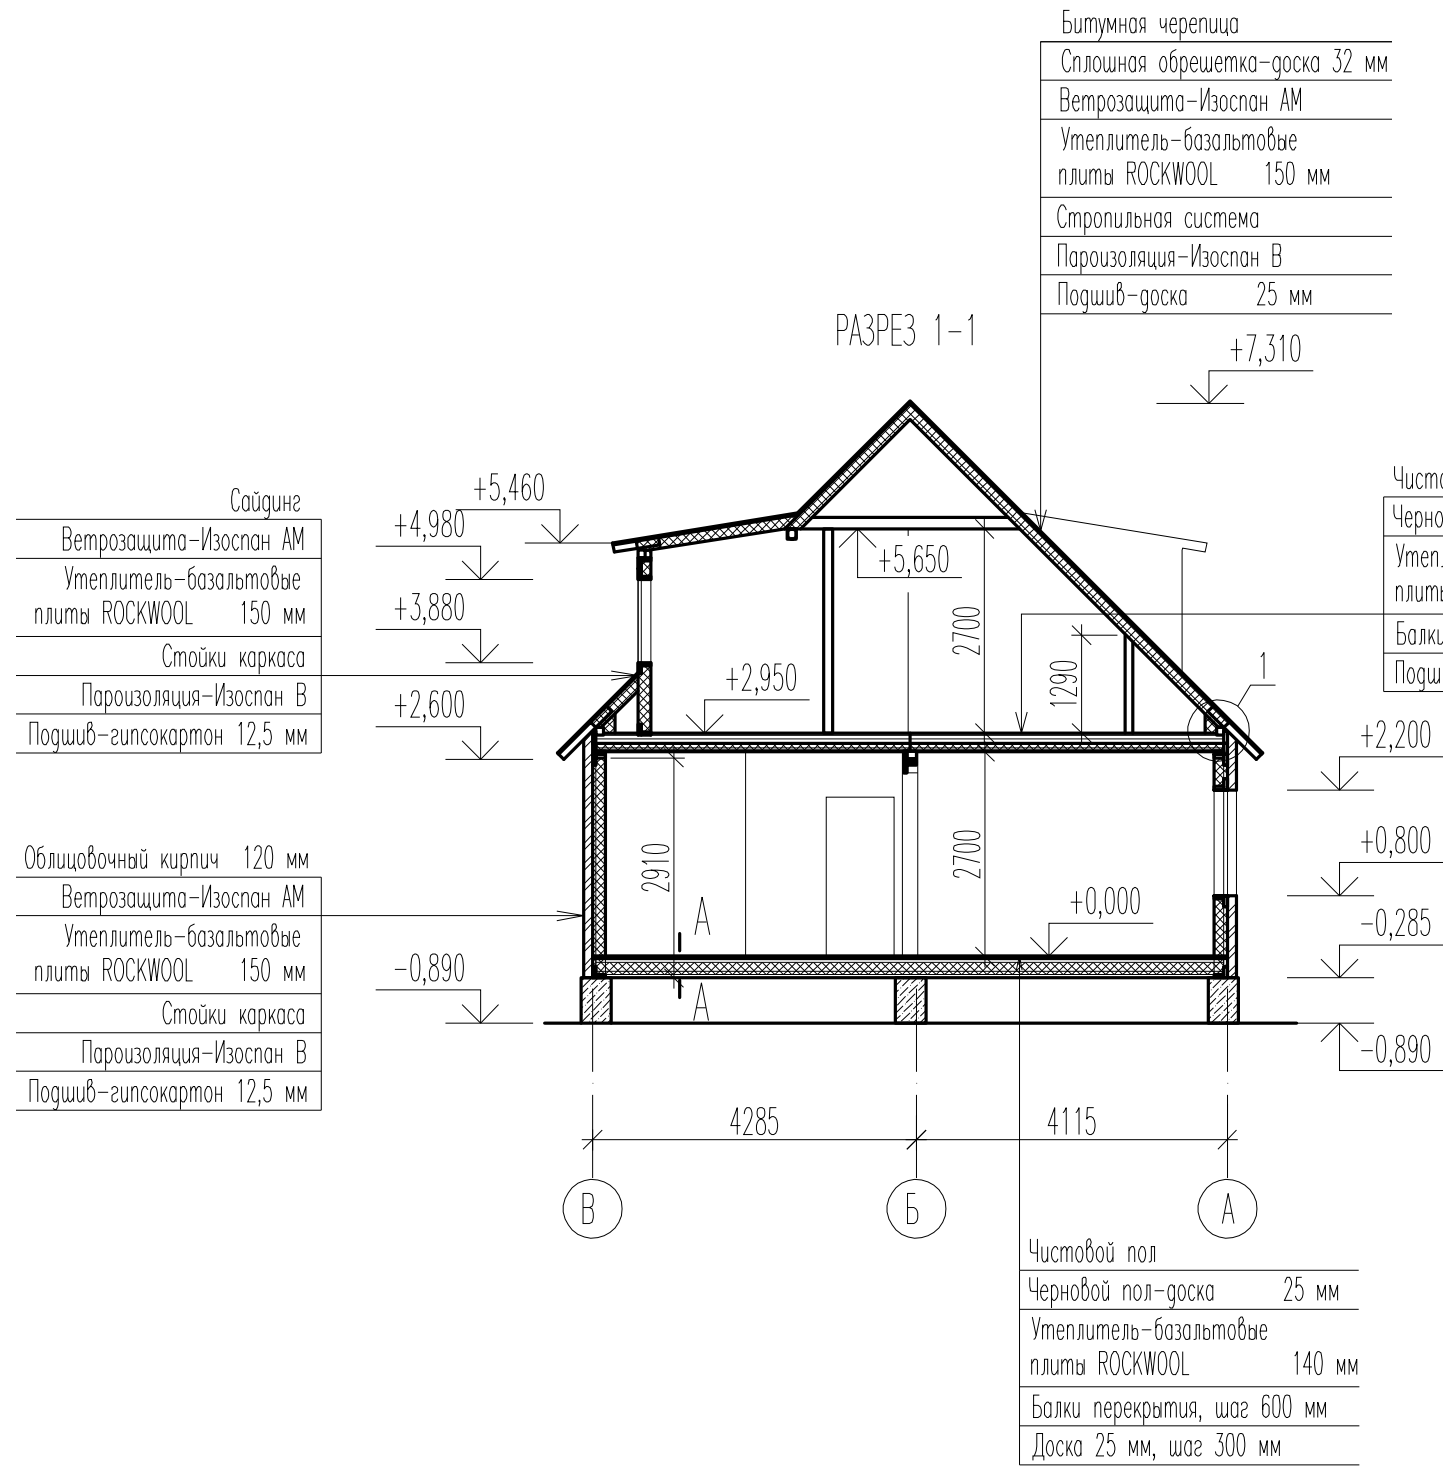 Битумная черепица
Сплошная обрешетка-доска 32 мм
Ветрозащита-Изоспан АМ
Утеплитель-базальтовые
плиты ROCKWOOL 150 мм
Стропильная система
Пароизоляция-Изоспан В
Подшив-доска 25 мм
РАЗРЕЗ 1-1
+7,310
+5,460
+4,980
+3,880
+2,600
-0,890
Сайдинг
Ветрозащита-Изоспан АМ
Утеплитель-базальтовые
плиты ROCKWOOL 150 мм
Стойки каркаса
Пароизоляция-Изоспан В
Подшив-гипсокартон 12,5 мм
Облицовочный кирпич 120 мм
Ветрозащита-Изоспан АМ
Утеплитель-базальтовые
плиты ROCKWOOL 150 мм
Стойки каркаса
Пароизоляция-Изоспан В
Подшив-гипсокартон 12,5 мм
+5,650
2700
1290
+2,950
1
2910
2700
+0,000
А
А
Чисто
Черно
Утеп
плиты
Балки
Подш
+2,200
+0,800
-0,285
-0,890
4285
4115
В
Б
А
Чистовой пол
Черновой пол-доска 25 мм
Утеплитель-базальтовые
плиты ROCKWOOL 140 мм
Балки перекрытия, шаг 600 мм
Доска 25 мм, шаг 300 мм